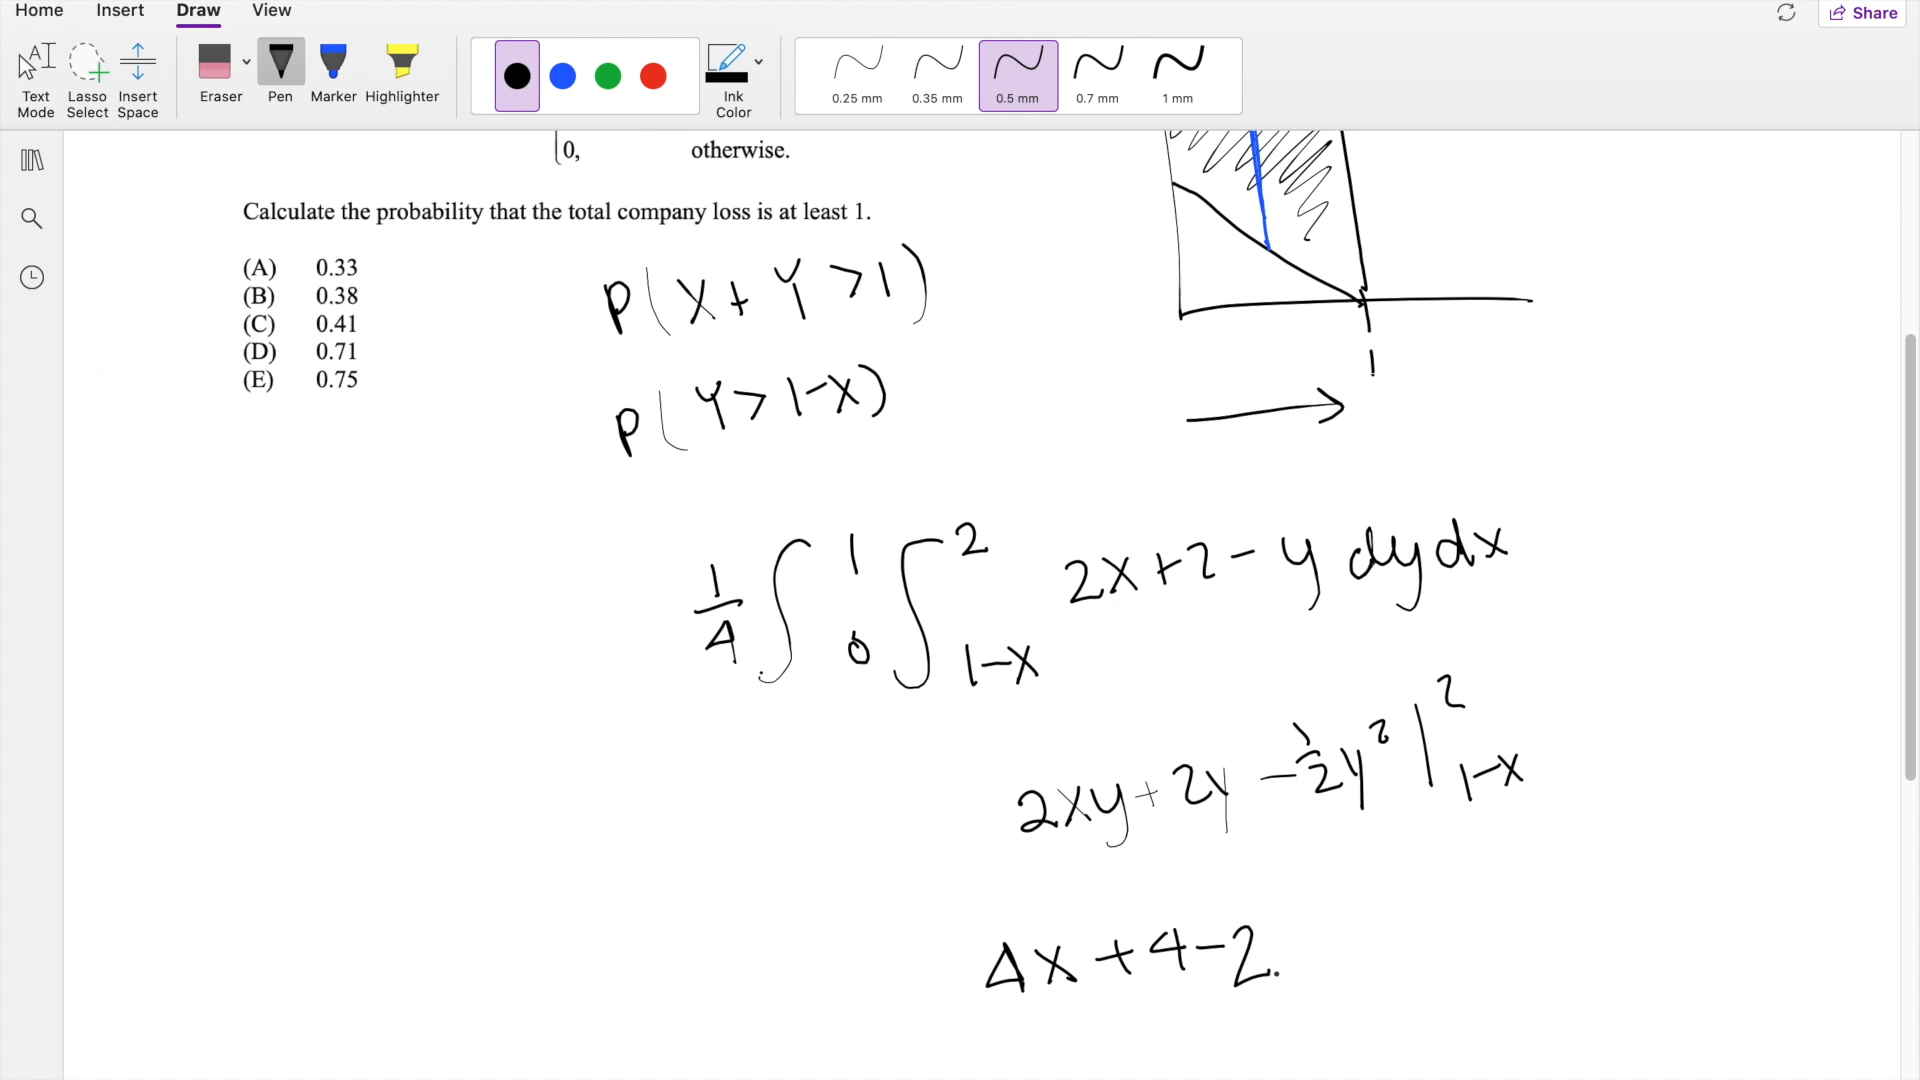 Home Insert Draw View
Share
Text Mode Lasso Select Insert Space Eraser Pen Marker Highlighter Ink Color 0.25 mm 0.35 mm 0.5 mm 0.7 mm 1 mm
0, otherwise.
Calculate the probability that the total company loss is at least 1.
(A) 0.33
(B) 0.38
(C) 0.41
(D) 0.71
(E) 0.75
P(X + Y > 1)
P(Y > 1-X)
1
1/4 ∫ 1 0 ∫ 2 1-x 2x+2-y dydx
2xy + 2y - 1/2 y² | 2 1-x
4x + 4 - 2.